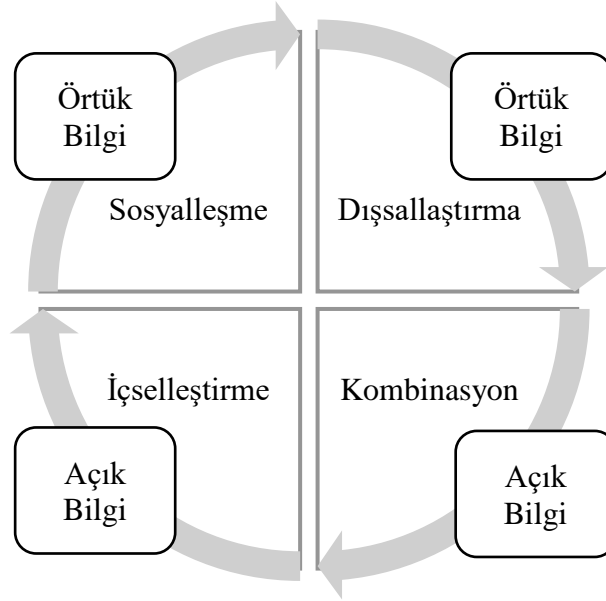 Örtük
Bilgi
Örtük
Bilgi
Sosyalleşme
Dışsallaştırma
İçselleştirme
Kombinasyon
Açık
Bilgi
Açık
Bilgi